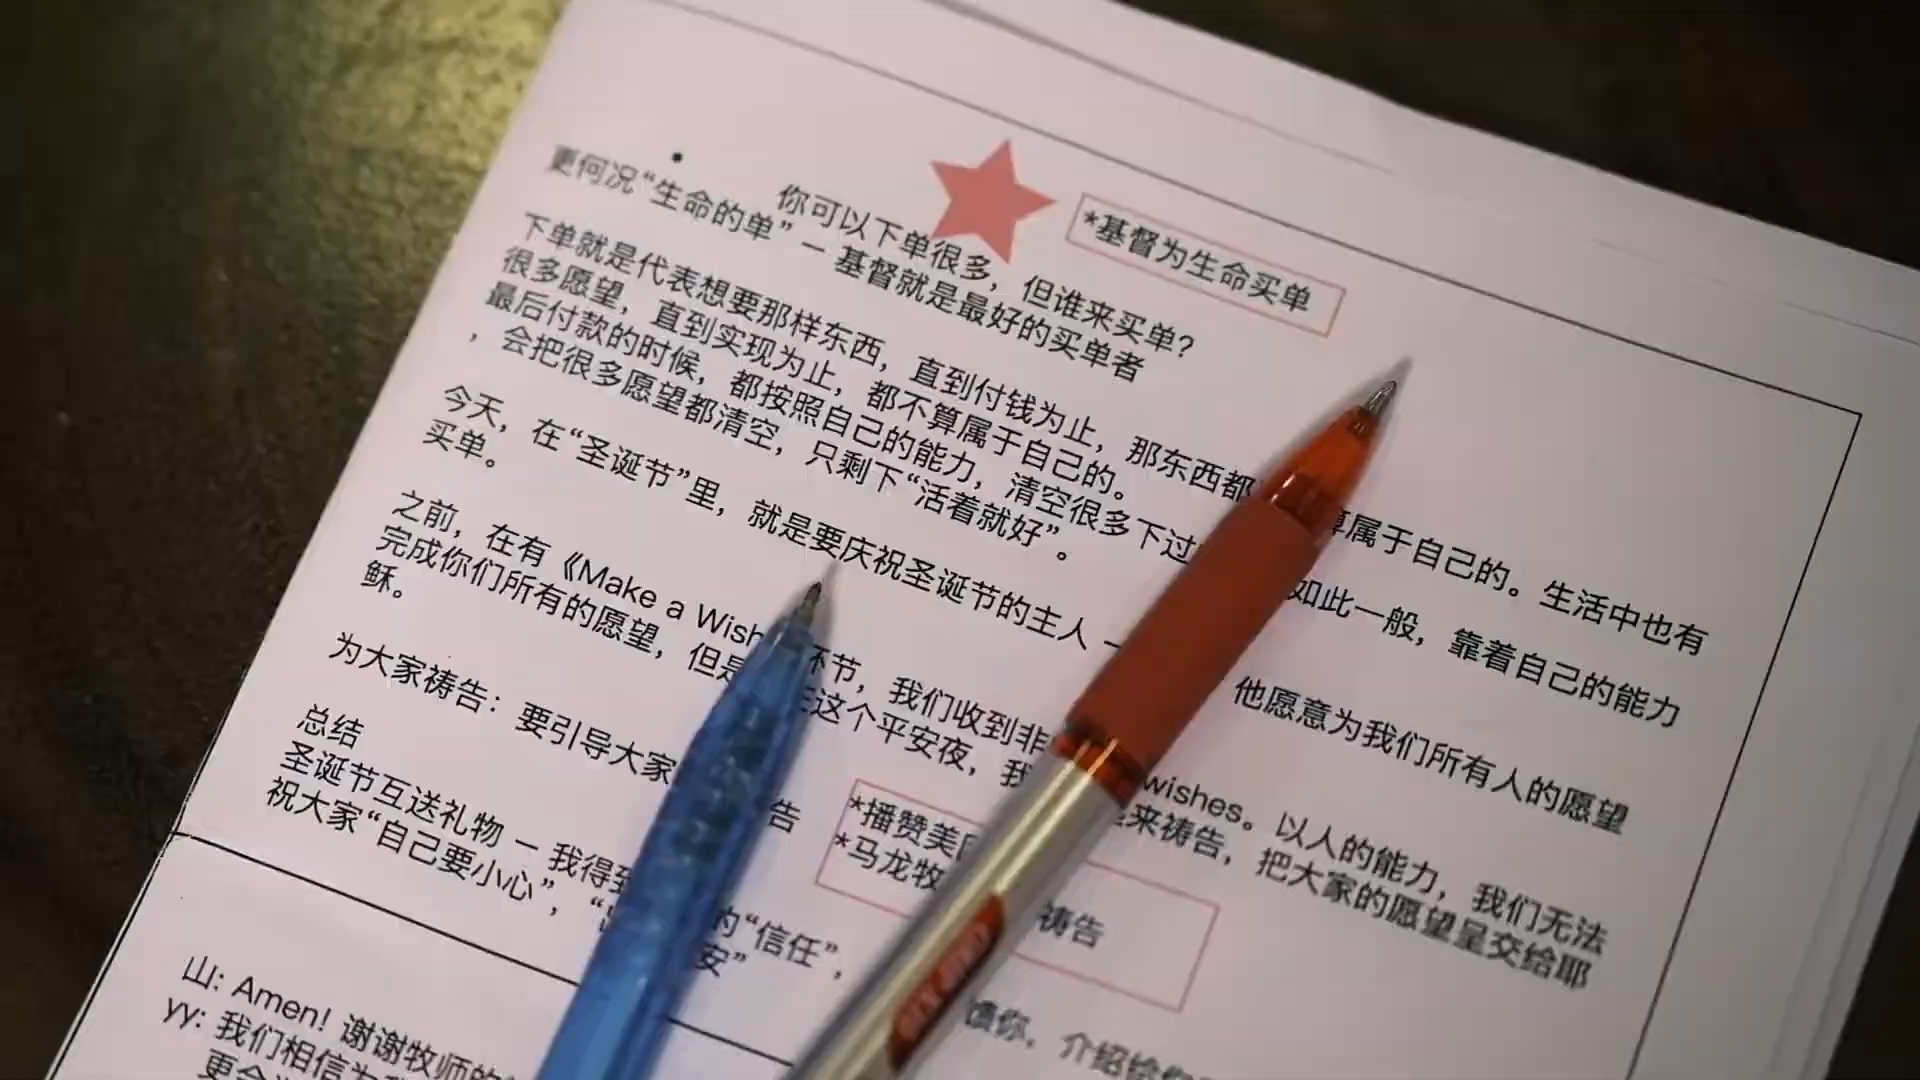 *基督为生命买单
你可以下单很多，但谁来买单？
更何况“生命的单” — 基督就是最好的买单者
下单就是代表想要那样东西，直到付钱为止，那东西都 算属于自己的。生活中也有
很多愿望，直到实现为止，都不算属于自己的。 如此一般，靠着自己的能力
最后付款的时候，都按照自己的能力，清空很多下过
，会把很多愿望都清空，只剩下“活着就好”。
今天，在“圣诞节”里，就是要庆祝圣诞节的主人 — 他愿意为我们所有人的愿望
买单。
之前，在有《Make a Wish 环节，我们收到非 wishes。以人的能力，我们无法
完成你们所有的愿望，但是 在这个平安夜，我 起来祷告，把大家的愿望呈交给耶
稣。
为大家祷告：要引导大家 告
*播赞美
*马龙牧 祷告
总结
圣诞节互送礼物 — 我得到 的“信任”， 馈你，介绍给你
祝大家“自己要小心”，“ 安”
山: Amen! 谢谢牧师的
yy: 我们相信为
更会